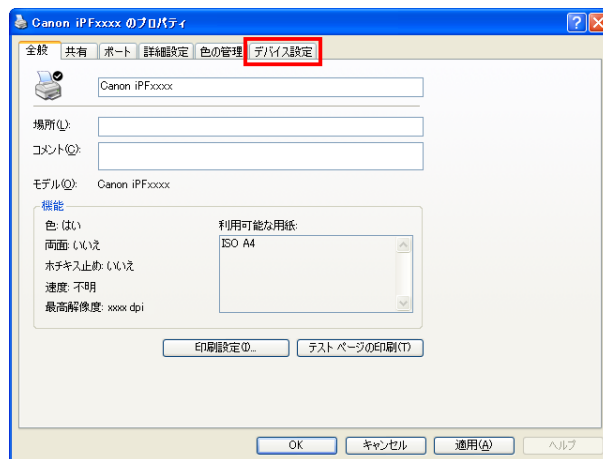 Canon iPFxxxx のプロパティ
全般 共有 ポート 詳細設定 色の管理 デバイス設定
Canon iPFxxxx
場所(L):
コメント(C):
モデル(O): Canon iPFxxxx
機能
色: はい
両面: いいえ
ホチキス止め: いいえ
速度: 不明
最高解像度: xxxx dpi
利用可能な用紙:
ISO A4
印刷設定(I)... テスト ページの印刷(T)
OK キャンセル 適用(A) ヘルプ